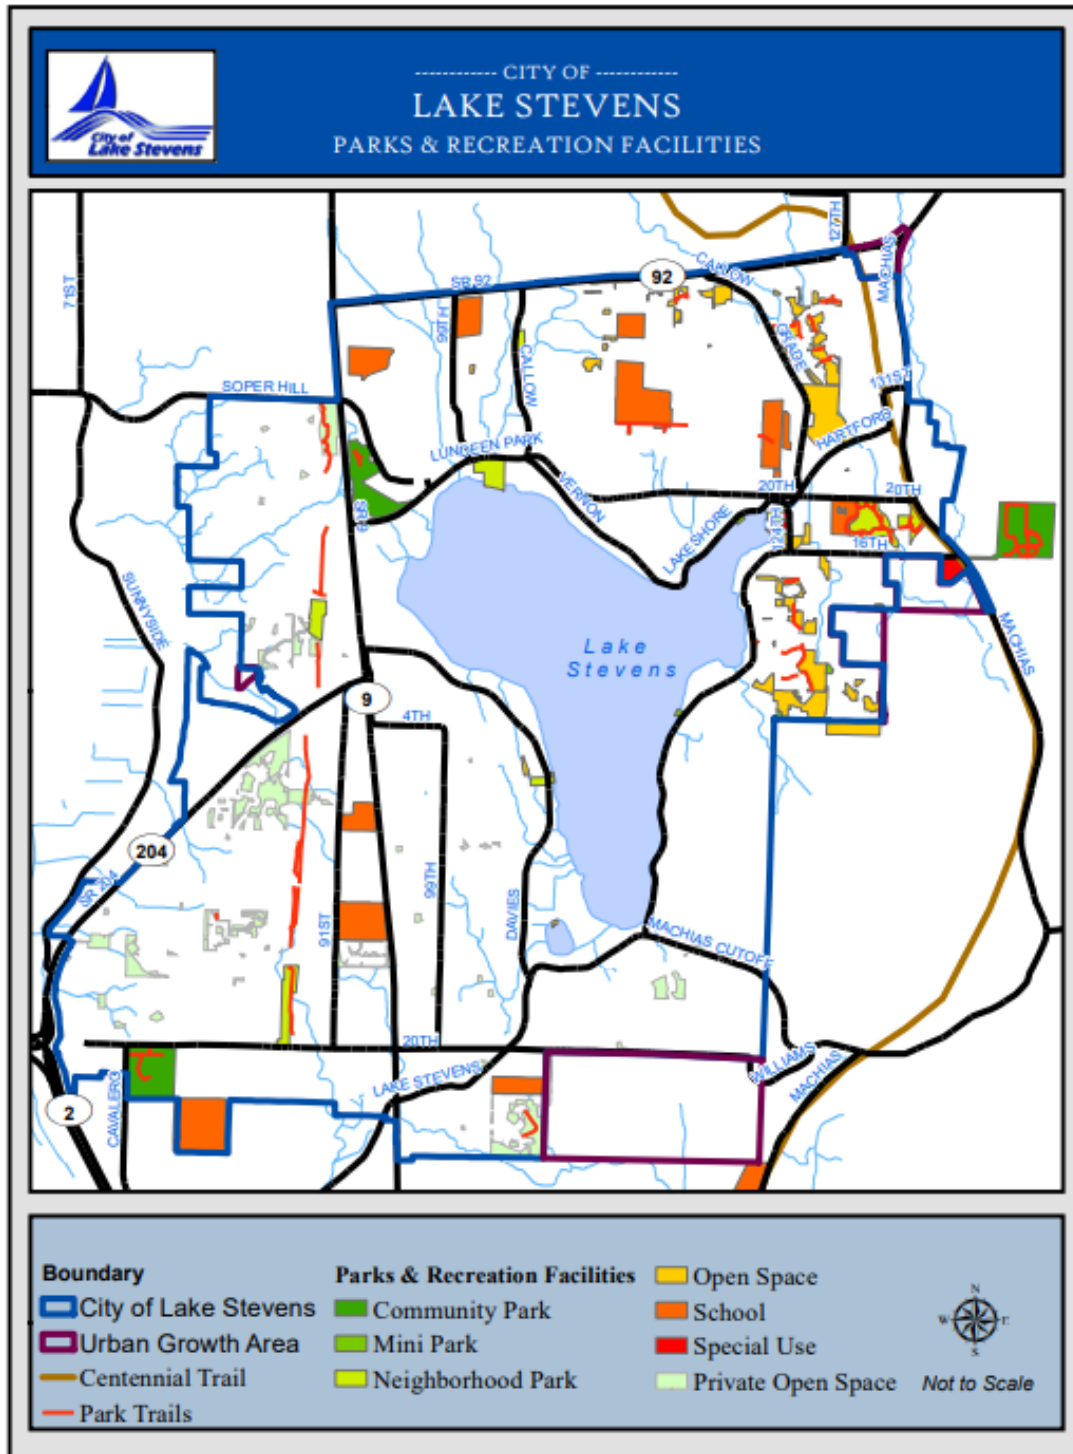 City of
Lake Stevens
------------ CITY OF ------------
LAKE STEVENS
PARKS & RECREATION FACILITIES
71ST
127TH
MACHIAS
CALLOW
92
SR 92
99TH
CALLOW
GRADE
131ST
SOPER HILL
HARTFORD
LUNDEEN PARK
VERNON
20TH
20TH
SR 9
LAKE SHORE
124TH
16TH
SUNNYSIDE
MACHIAS
Lake
Stevens
9
4TH
204
SR 204
99TH
91ST
DAVIES
MACHIAS CUTOFF
20TH
LAKE STEVENS
WILLIAMS
MACHIAS
CAVALERO
2
Boundary
City of Lake Stevens
Urban Growth Area
Centennial Trail
Park Trails
Parks & Recreation Facilities
Community Park
Mini Park
Neighborhood Park
Open Space
School
Special Use
Private Open Space
N
W
E
S
Not to Scale